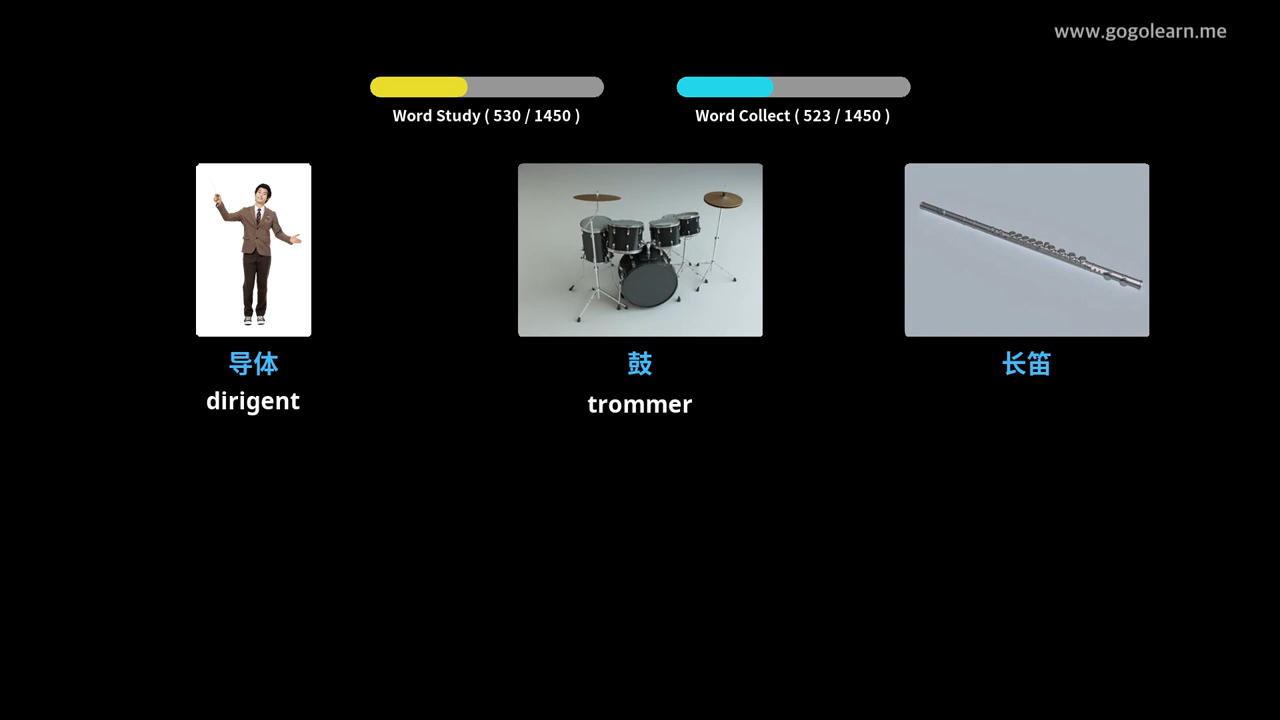 www.gogolearn.me
Word Study ( 530 / 1450 )
Word Collect ( 523 / 1450 )
导体
鼓
长笛
dirigent
trommer